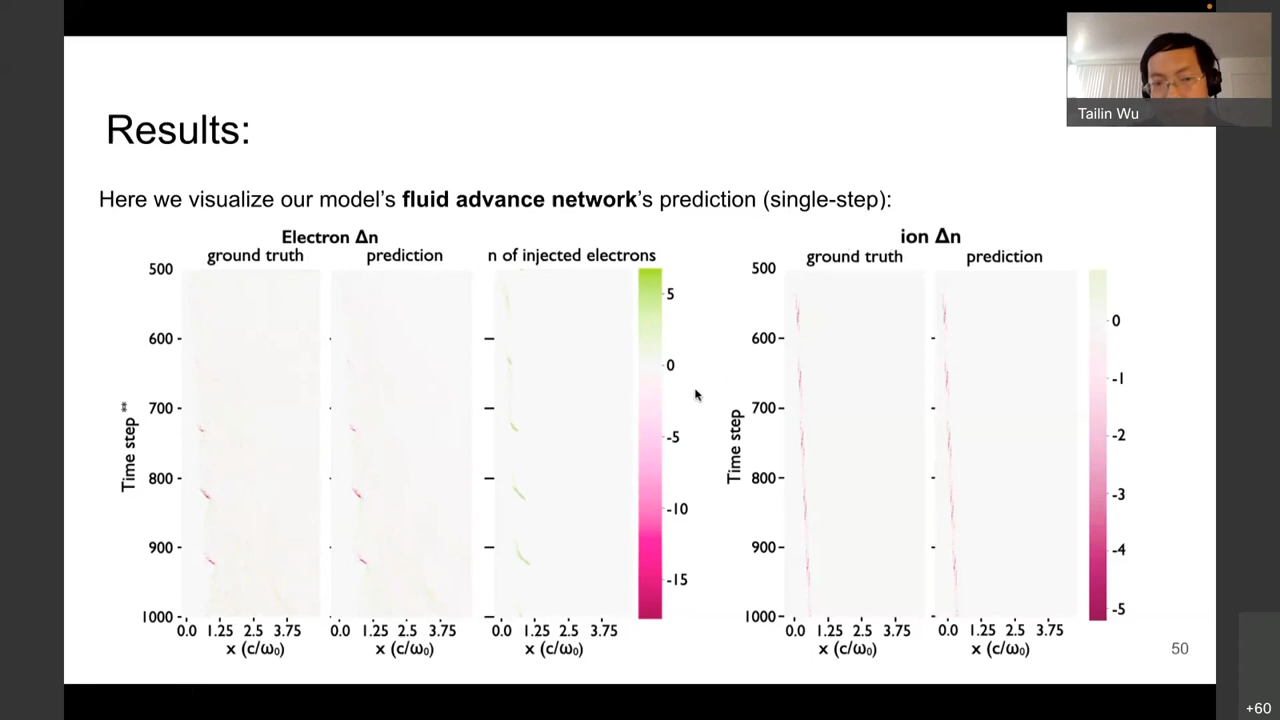 Tailin Wu
Results:
Here we visualize our model's fluid advance network's prediction (single-step):
Electron Δn
ground truth prediction n of injected electrons
500
600
700
800
900
1000
Time step **
0.0 1.25 2.5 3.75
x (c/ω₀)
0.0 1.25 2.5 3.75
x (c/ω₀)
0.0 1.25 2.5 3.75
x (c/ω₀)
5
0
-5
-10
-15
ion Δn
ground truth prediction
500
600
700
800
900
1000
Time step
0.0 1.25 2.5 3.75
x (c/ω₀)
0.0 1.25 2.5 3.75
x (c/ω₀)
0
-1
-2
-3
-4
-5
50
+60